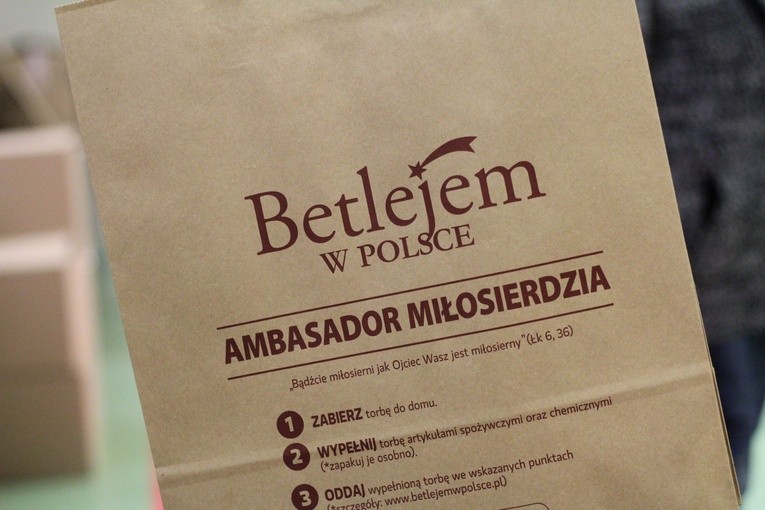 Betlejem
W POLSCE
AMBASADOR MIŁOSIERDZIA
„Bądźcie miłosierni jak Ojciec Wasz jest miłosierny” (Łk 6, 36)
1 ZABIERZ torbę do domu.
2 WYPEŁNIJ torbę artykułami spożywczymi oraz chemicznymi
(*zapakuj je osobno).
3 ODDAJ wypełnioną torbę we wskazanych punktach
(*szczegóły: www.betlejemwpolsce.pl)